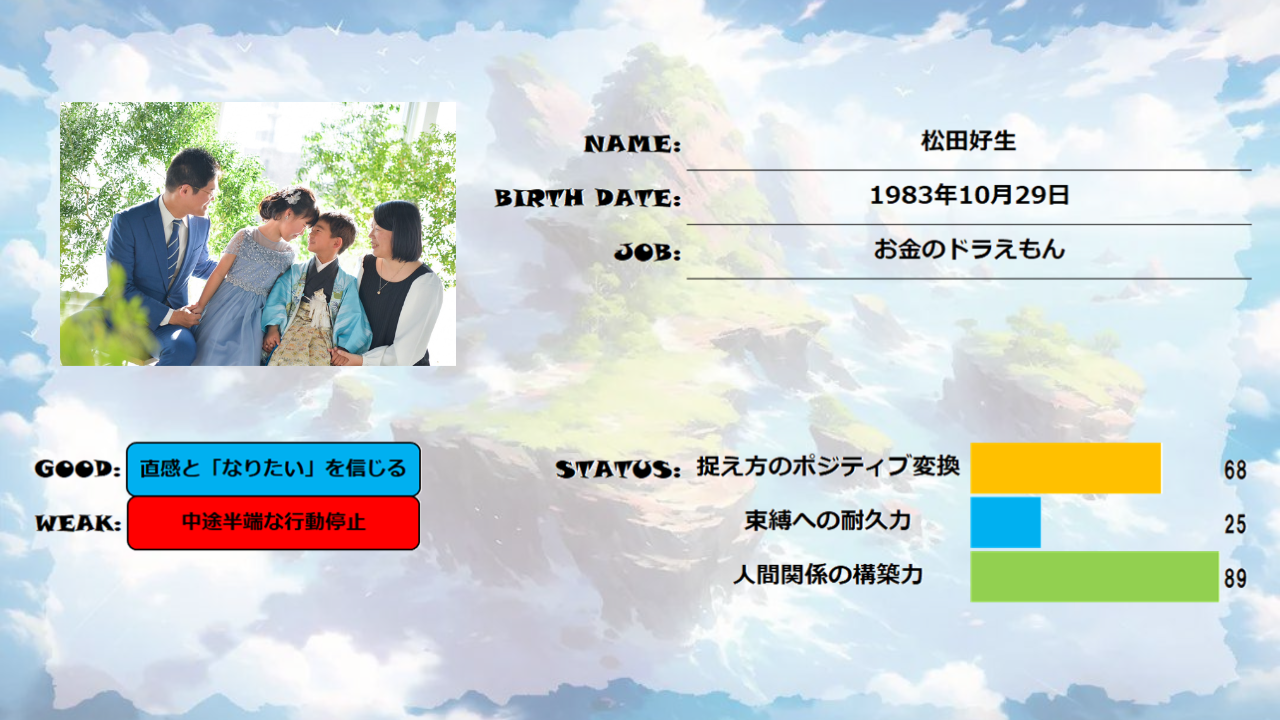 NAME: 松田好生
BIRTH DATE: 1983年10月29日
JOB: お金のドラえもん
GOOD: 直感と「なりたい」を信じる
WEAK: 中途半端な行動停止
STATUS: 捉え方のポジティブ変換 68
束縛への耐久力 25
人間関係の構築力 89